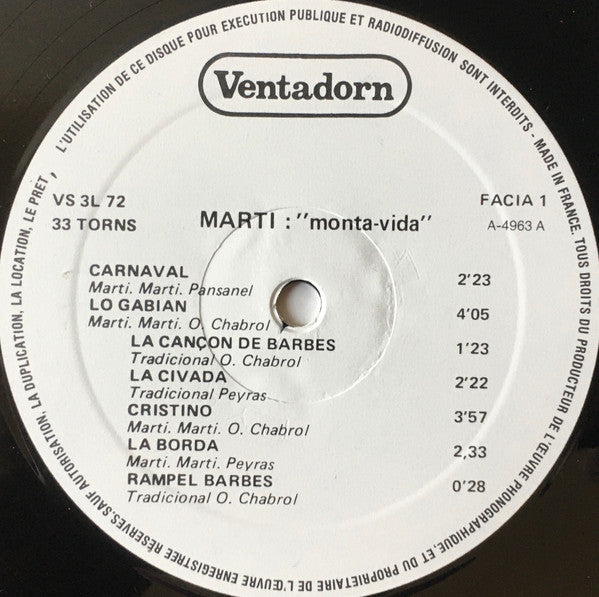 Ventadorn
VS 3L 72
33 TORNS
MARTI : "monta-vida"
FACIA 1
A-4963 A
CARNAVAL 2'23
Marti. Marti. Pansanel
LO GABIAN 4'05
Marti. Marti. O. Chabrol
LA CANÇON DE BARBES 1'23
Tradicional O. Chabrol
LA CIVADA 2'22
Tradicional Peyras
CRISTINO 3'57
Marti. Marti. O. Chabrol
LA BORDA 2,33
Marti. Marti. Peyras
RAMPEL BARBES 0'28
Tradicional O. Chabrol
MADE IN FRANCE. TOUS DROITS DU PRODUCTEUR DE L'ŒUVRE PHONOGRAPHIQUE, ET DU PROPRIETAIRE DE L'ŒUVRE ENREGISTREE RÉSERVES.SAUF AUTORISATION, LA DUPLICATION, LA LOCATION, LE PRET, L'UTILISATION DE CE DISQUE POUR EXECUTION PUBLIQUE ET RADIODIFFUSION SONT INTERDITS -